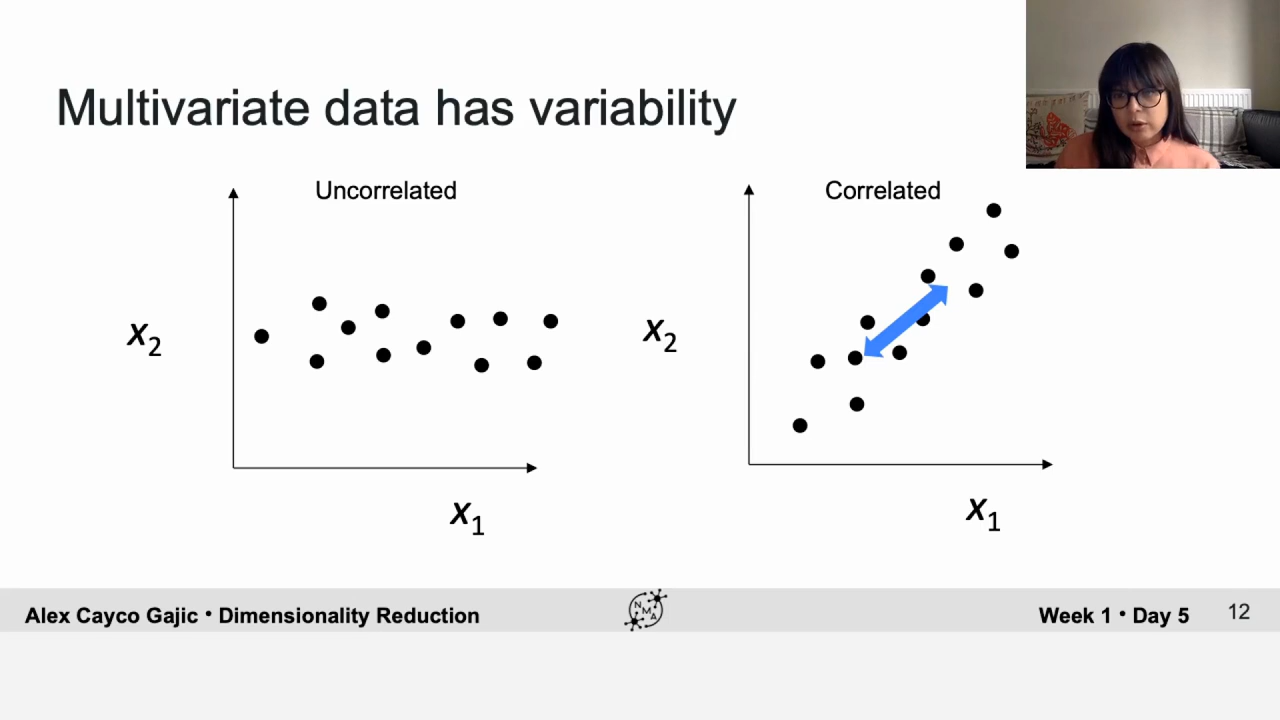 Multivariate data has variability
Uncorrelated
Correlated
x2
x1
x2
x1
Alex Cayco Gajic • Dimensionality Reduction
NMA
Week 1 • Day 5
12